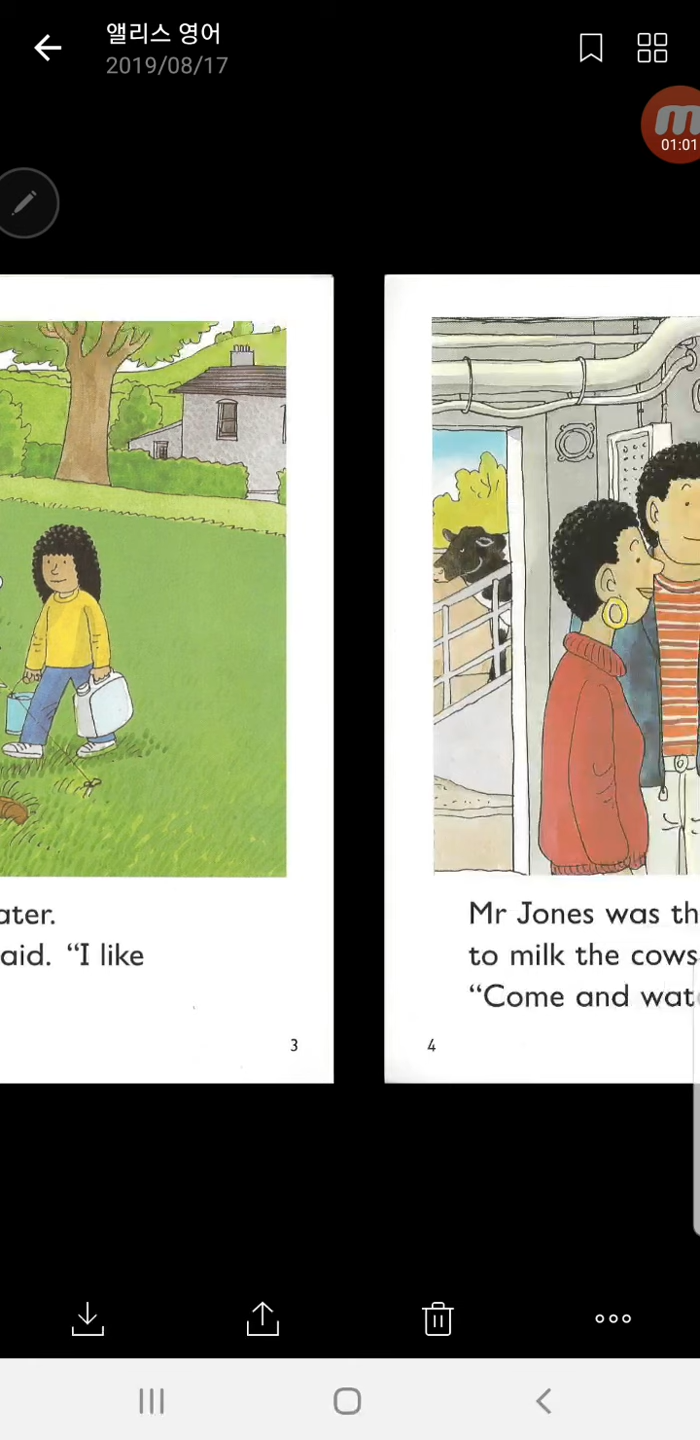 앨리스 영어
2019/08/17
01:01
ater.
aid. “I like
3
Mr Jones was th
to milk the cows
“Come and wat
4